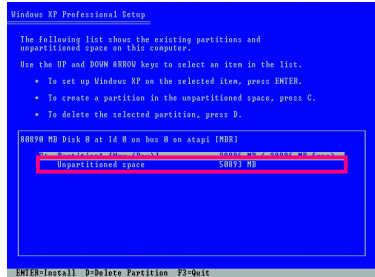 Windows XP Professional Setup
The following list shows the existing partitions and
unpartitioned space on this computer.
Use the UP and DOWN ARROW keys to select an item in the list.
• To set up Windows XP on the selected item, press ENTER.
• To create a partition in the unpartitioned space, press C.
• To delete the selected partition, press D.
80890 MB Disk 0 at Id 0 on bus 0 on atapi [MBR]
Unpartitioned space 50893 MB
ENTER=Install D=Delete Partition F3=Quit